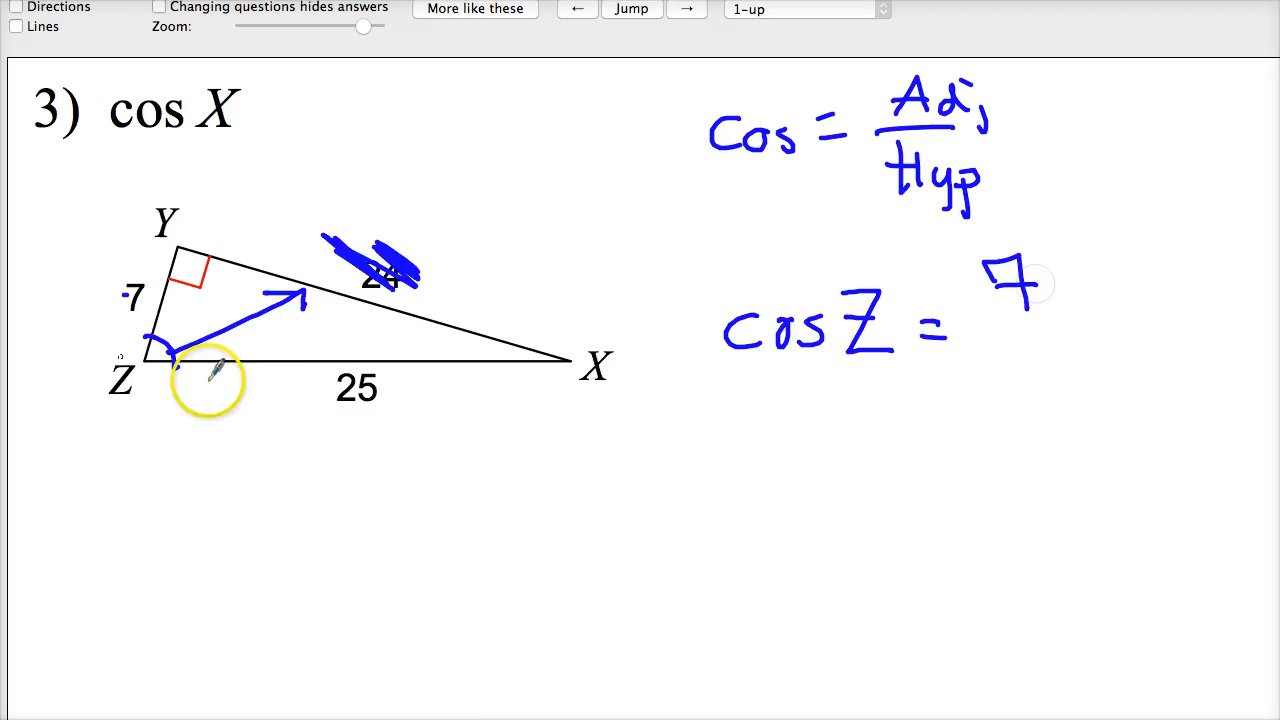 Directions
Changing questions hides answers
More like these
←
Jump
→
1-up
Lines
Zoom:
3) cos X
Cos = Adj
Hyp
Y
24
7
cos Z = 7
Z
X
25